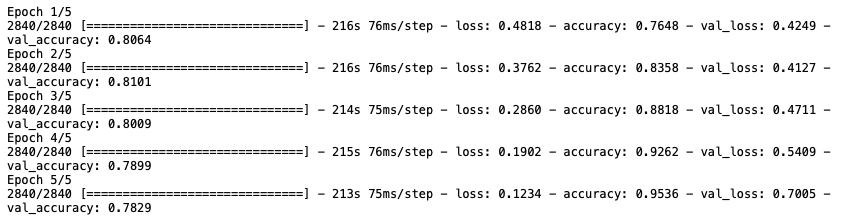 Epoch 1/5
2840/2840 [==============================] - 216s 76ms/step - loss: 0.4818 - accuracy: 0.7648 - val_loss: 0.4249 -
val_accuracy: 0.8064
Epoch 2/5
2840/2840 [==============================] - 216s 76ms/step - loss: 0.3762 - accuracy: 0.8358 - val_loss: 0.4127 -
val_accuracy: 0.8101
Epoch 3/5
2840/2840 [==============================] - 214s 75ms/step - loss: 0.2860 - accuracy: 0.8818 - val_loss: 0.4711 -
val_accuracy: 0.8009
Epoch 4/5
2840/2840 [==============================] - 215s 76ms/step - loss: 0.1902 - accuracy: 0.9262 - val_loss: 0.5409 -
val_accuracy: 0.7899
Epoch 5/5
2840/2840 [==============================] - 213s 75ms/step - loss: 0.1234 - accuracy: 0.9536 - val_loss: 0.7005 -
val_accuracy: 0.7829